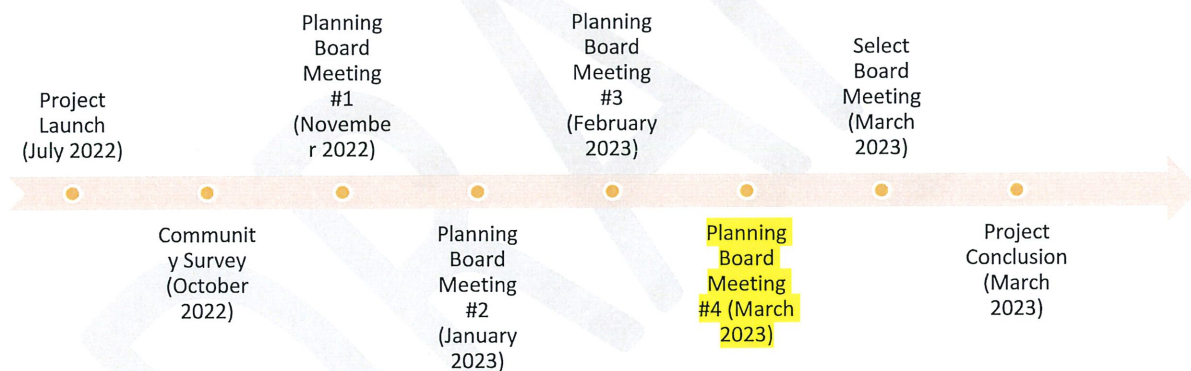 Project
Launch
(July 2022)
Communit
y Survey
(October
2022)
Planning
Board
Meeting
#1
(Novembe
r 2022)
Planning
Board
Meeting
#2
(January
2023)
Planning
Board
Meeting
#3
(February
2023)
Planning
Board
Meeting
#4 (March
2023)
Select
Board
Meeting
(March
2023)
Project
Conclusion
(March
2023)